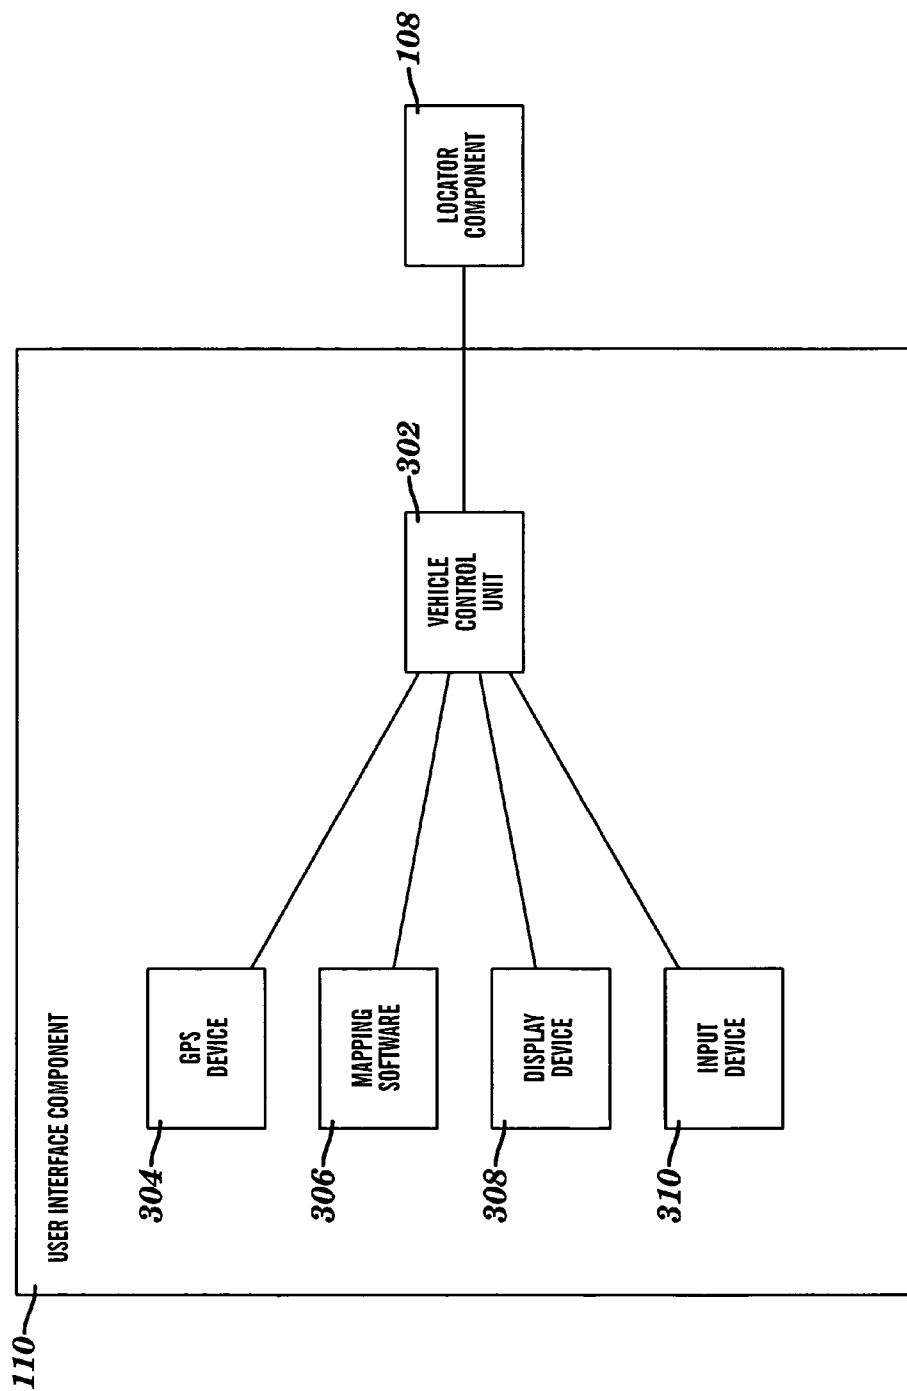 110
USER INTERFACE COMPONENT
304
GPS
DEVICE
306
MAPPING
SOFTWARE
308
DISPLAY
DEVICE
310
INPUT
DEVICE
302
VEHICLE
CONTROL
UNIT
108
LOCATOR
COMPONENT